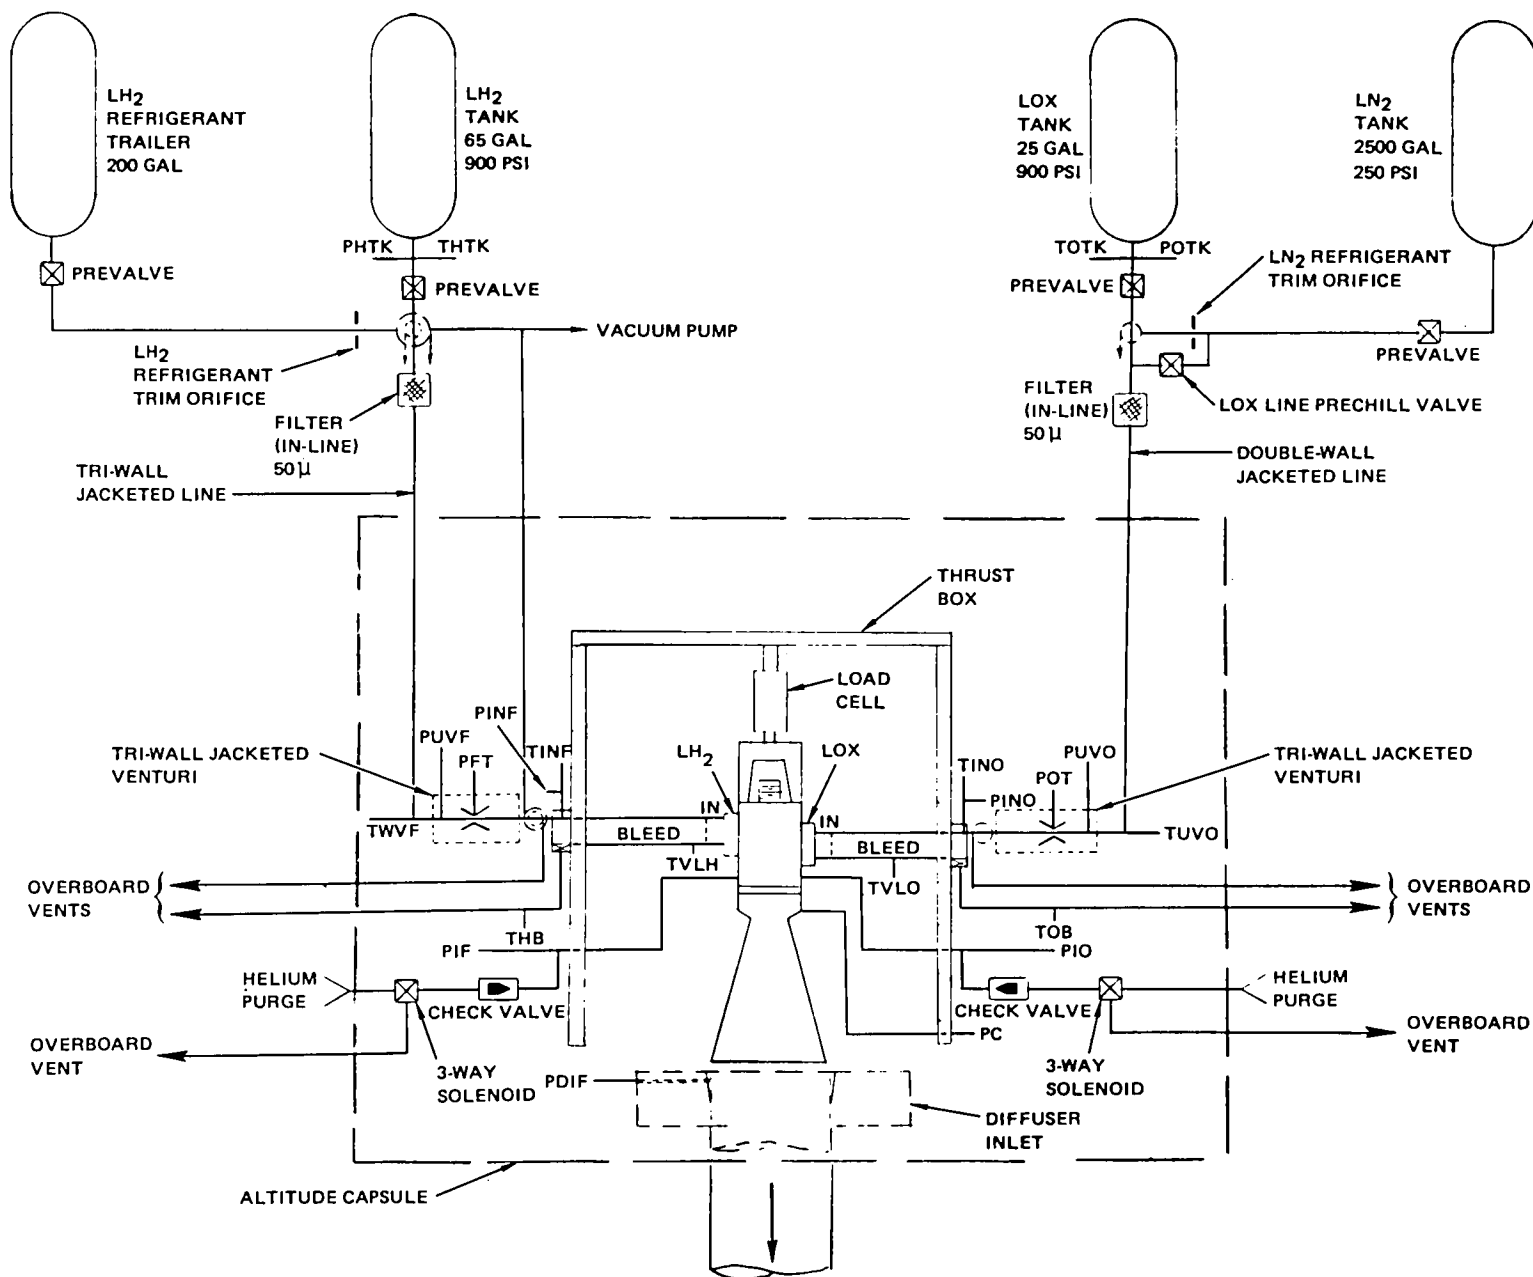 LH2
REFRIGERANT
TRAILER
200 GAL
LH2
TANK
65 GAL
900 PSI
LOX
TANK
25 GAL
900 PSI
LN2
TANK
2500 GAL
250 PSI
PHTK
THTK
TOTK
POTK
PREVALVE
PREVALVE
PREVALVE
LN2 REFRIGERANT
TRIM ORIFICE
VACUUM PUMP
PREVALVE
LH2
REFRIGERANT
TRIM ORIFICE
FILTER
(IN-LINE)
50μ
FILTER
(IN-LINE)
50μ
LOX LINE PRECHILL VALVE
TRI-WALL
JACKETED LINE
DOUBLE-WALL
JACKETED LINE
THRUST
BOX
LOAD
CELL
PINF
PUVF
TINF
PFT
LH2
LOX
TINO
PUVO
POT
PINO
TRI-WALL JACKETED
VENTURI
TRI-WALL JACKETED
VENTURI
TWVF
IN
IN
TUVO
BLEED
BLEED
TVLH
TVLO
OVERBOARD
VENTS
OVERBOARD
VENTS
THB
TOB
PIF
PIO
HELIUM
PURGE
HELIUM
PURGE
CHECK VALVE
CHECK VALVE
PC
OVERBOARD
VENT
OVERBOARD
VENT
3-WAY
SOLENOID
3-WAY
SOLENOID
PDIF
DIFFUSER
INLET
ALTITUDE CAPSULE